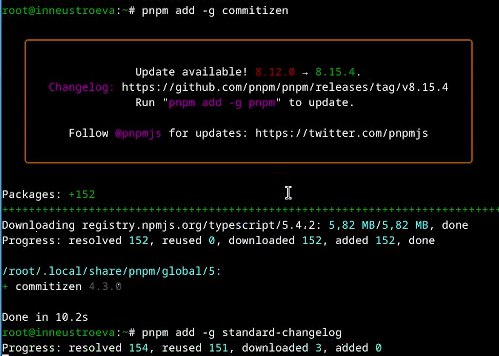 root@inneustroeva:~# pnpm add -g commitizen
Update available! 8.12.0 → 8.15.4.
Changelog: https://github.com/pnpm/pnpm/releases/tag/v8.15.4
Run "pnpm add -g pnpm" to update.
Follow @pnpmjs for updates: https://twitter.com/pnpmjs
Packages: +152
++++++++++++++++++++++++++++++++++++++++++++++++++++++++++++++++++++++++
Downloading registry.npmjs.org/typescript/5.4.2: 5,82 MB/5,82 MB, done
Progress: resolved 152, reused 0, downloaded 152, added 152, done
/root/.local/share/pnpm/global/5:
+ commitizen 4.3.0
Done in 10.2s
root@inneustroeva:~# pnpm add -g standard-changelog
Progress: resolved 154, reused 151, downloaded 3, added 0